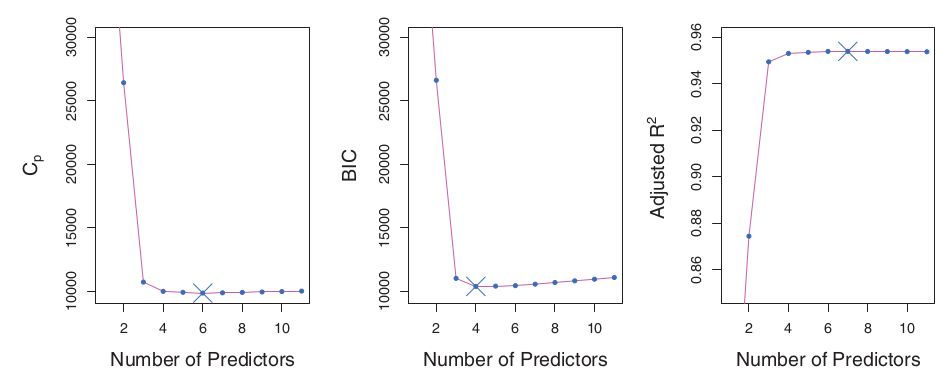 30000
25000
20000
15000
10000
C_p
2 4 6 8 10
Number of Predictors
30000
25000
20000
15000
10000
BIC
2 4 6 8 10
Number of Predictors
0.96
0.94
0.92
0.90
0.88
0.86
Adjusted R²
2 4 6 8 10
Number of Predictors